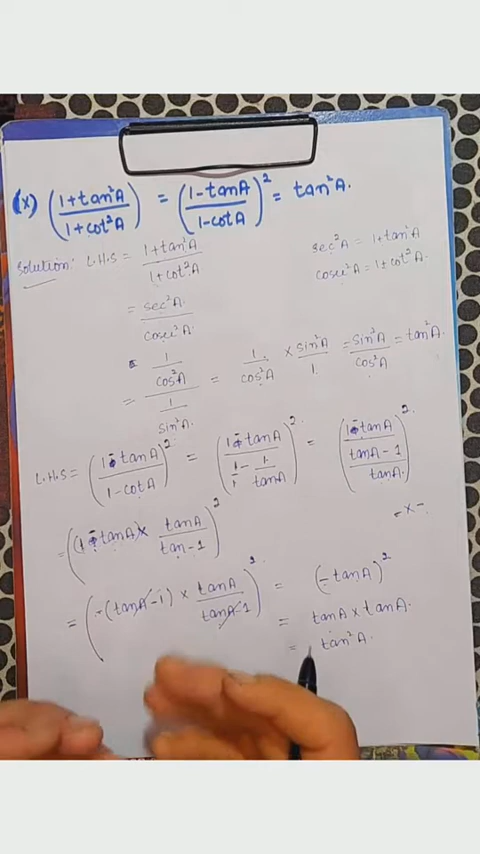 (x) (1+tan²A / 1+cot²A) = (1-tanA / 1-cotA)² = tan²A.
Solution: L.H.S = 1+tan²A / 1+cot²A
sec²A = 1+tan²A
cosec²A = 1+cot²A.
= sec²A / cosec²A.
= (1/cos²A) / (1/sin²A) = 1/cos²A × sin²A/1 = sin²A/cos²A = tan²A.
L.H.S = (1-tanA / 1-cotA)² = (1-tanA / (1/1 - 1/tanA))² = (1-tanA / (tanA-1 / tanA))²
-x-
= ((1-tanA) × tanA / tan-1)²
= (-(tanA-1) × tanA / tanA-1)² = (-tanA)²
= tanA × tanA.
= tan²A.